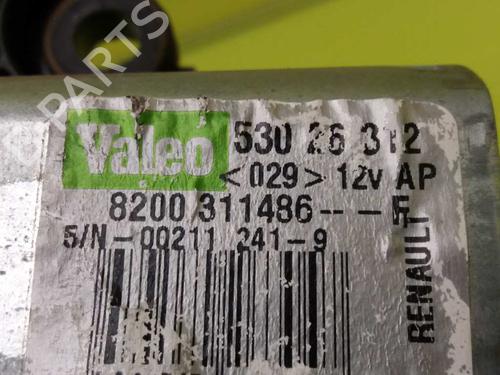 PARTS
Valeo 530 26 312
<029> 12v AP
8200 311486---F
S/N-00211 241-9
RENAULT